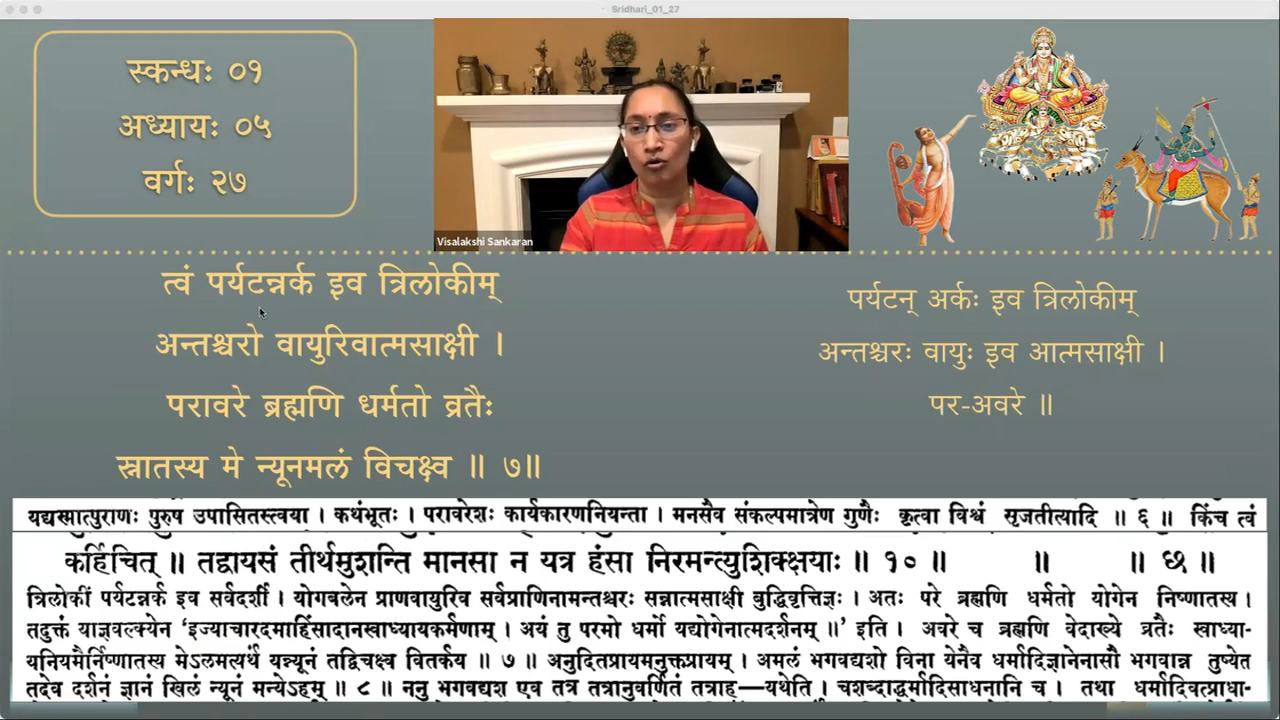 Sridhari_01_27
स्कन्धः ०१
अध्यायः ०५
वर्गः २७
Visalakshi Sankaran
त्वं पर्यटन्नर्क इव त्रिलोकीम्
अन्तश्चरो वायुरिवात्मसाक्षी ।
परावरे ब्रह्मणि धर्मतो व्रतैः
स्नातस्य मे न्यूनमलं विचक्ष्व ॥ ७॥
पर्यटन् अर्कः इव त्रिलोकीम्
अन्तश्चरः वायुः इव आत्मसाक्षी ।
पर-अवरे ॥
यद्यस्मात्पुराणः पुरुष उपासितस्त्वया । कथंभूतः । परावरेशः कार्यकारणनियन्ता । मनसैव संकल्पमात्रेण गुणैः कृत्वा विश्वं सृजतीत्यादि ॥ ६ ॥ किंच त्वं
कर्हिचित् ॥ तद्वायसं तीर्थमुशन्ति मानसा न यत्र हंसा निरमन्त्युशिक्क्षयाः ॥ १० ॥ ॥ ॥ छ ॥
त्रिलोकीं पर्यटन्नर्क इव सर्वदर्शी । योगबलेन प्राणवायुरिव सर्वप्राणिनामन्तश्चरः सन्नात्मसाक्षी बुद्धिवृत्तिज्ञः । अतः परे ब्रह्मणि धर्मतो योगेन निष्णातस्य ।
तदुक्तं याज्ञवल्क्येन ‘इज्याचारदमाहिंसादानस्वाध्यायकर्मणाम् । अयं तु परमो धर्मो यद्योगेनात्मदर्शनम् ॥’ इति । अवरे च ब्रह्मणि वेदाख्ये व्रतैः स्वाध्या-
यनियमैर्निष्णातस्य मेऽलमत्यर्थं यन्न्यूनं तद्विचक्ष्व वितर्कय ॥ ७ ॥ अनुदितप्रायमनुक्तप्रायम् । अमलं भगवद्यशो विना येनैव धर्मादिज्ञानेनासौ भगवान्न तुष्येत
तदेव दर्शनं ज्ञानं खिलं न्यूनं मन्येऽहम् ॥ ८ ॥ ननु भगवद्यश एव तत्र तत्रानुवर्णितं तत्राह—यथेति । चशब्दाद्धर्मादिसाधनानि च । तथा धर्मादिवत्प्राधा-